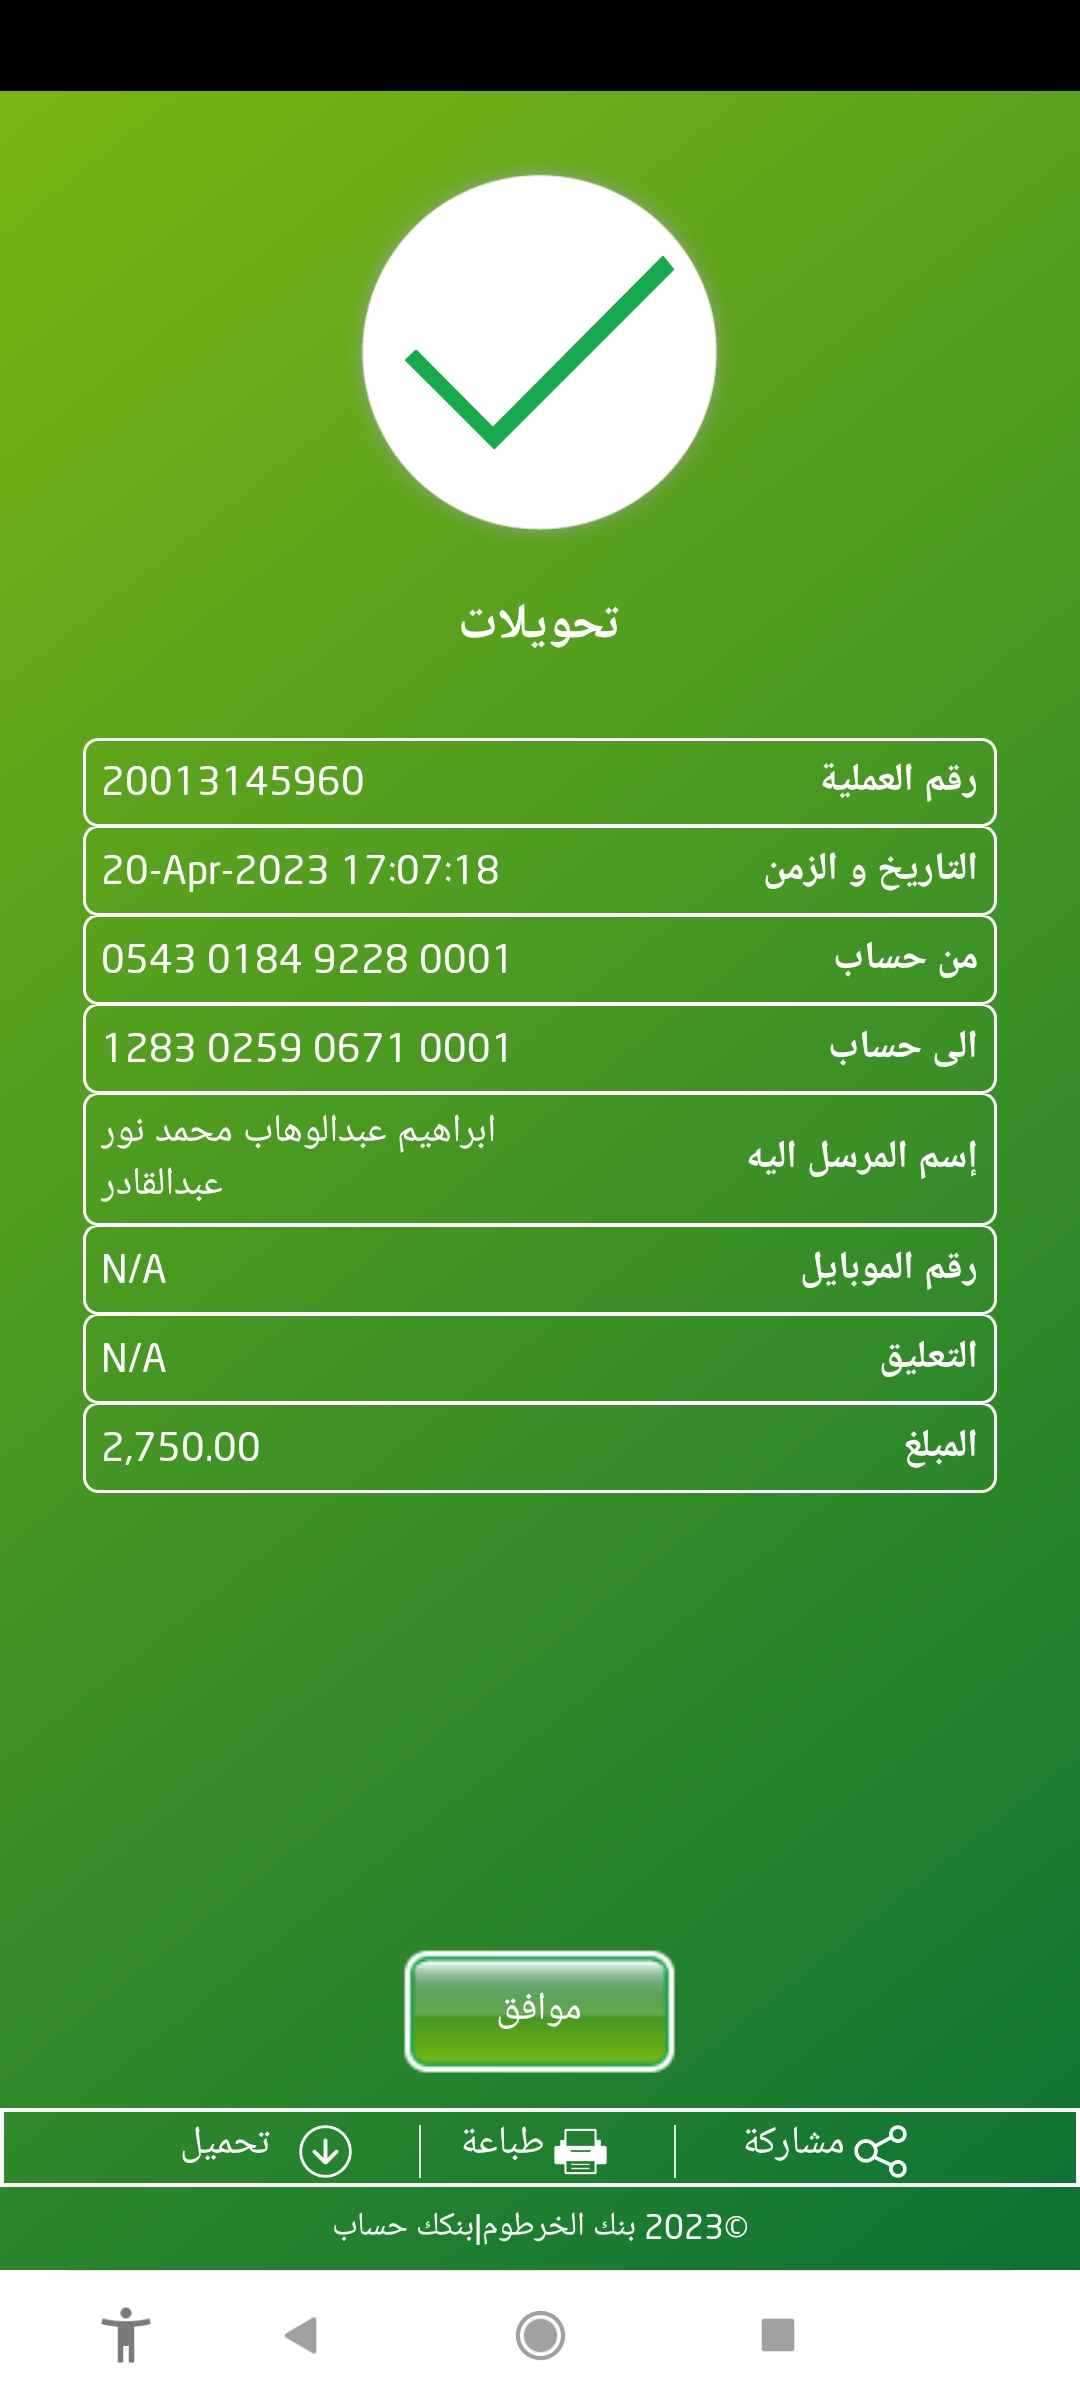 تحويلات
رقم العملية 20013145960
التاريخ و الزمن 20-Apr-2023 17:07:18
من حساب 0543 0184 9228 0001
الى حساب 1283 0259 0671 0001
إسم المرسل اليه ابراهيم عبدالوهاب محمد نور
عبدالقادر
رقم الموبايل N/A
التعليق N/A
المبلغ 2,750.00
موافق
مشاركة طباعة تحميل
©2023 بنك الخرطوم|بنكك حساب